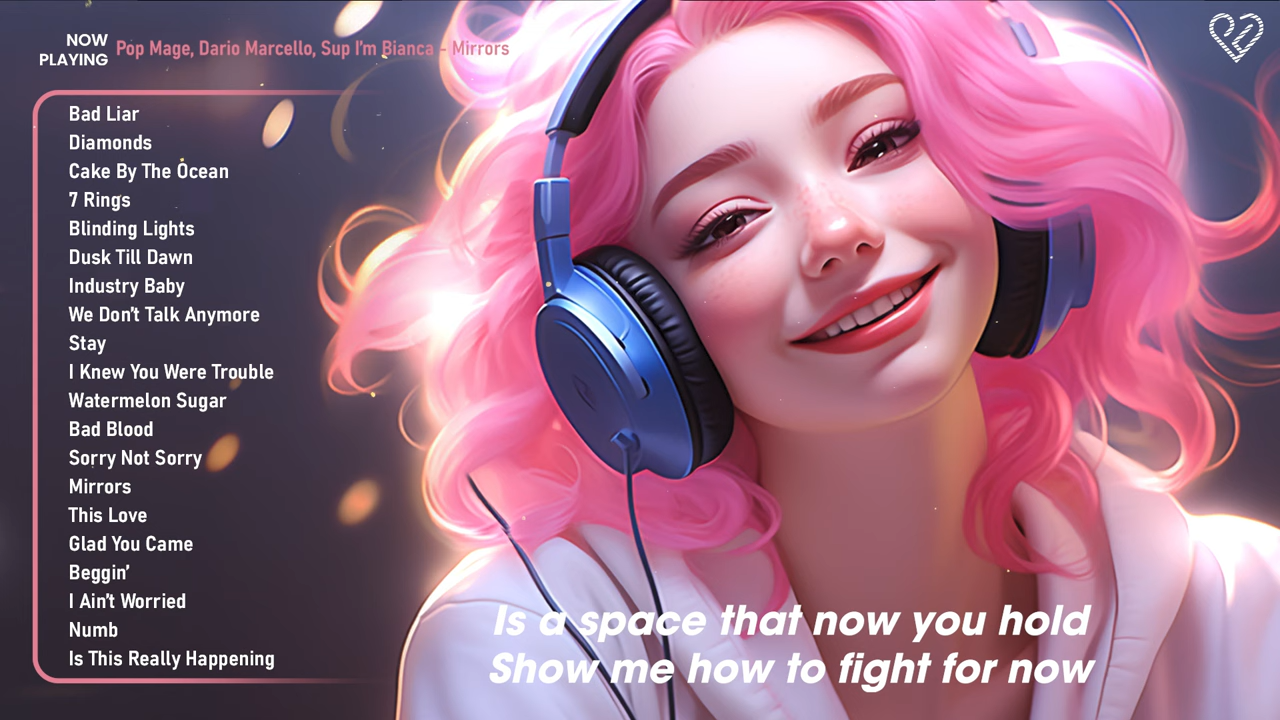 NOW
PLAYING
Pop Mage, Dario Marcello, Sup I'm Bianca - Mirrors
Bad Liar
Diamonds
Cake By The Ocean
7 Rings
Blinding Lights
Dusk Till Dawn
Industry Baby
We Don't Talk Anymore
Stay
I Knew You Were Trouble
Watermelon Sugar
Bad Blood
Sorry Not Sorry
Mirrors
This Love
Glad You Came
Beggin'
I Ain't Worried
Numb
Is This Really Happening
Is a space that now you hold
Show me how to fight for now